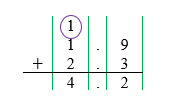 1
1 . 9
+ 2 . 3
4 . 2